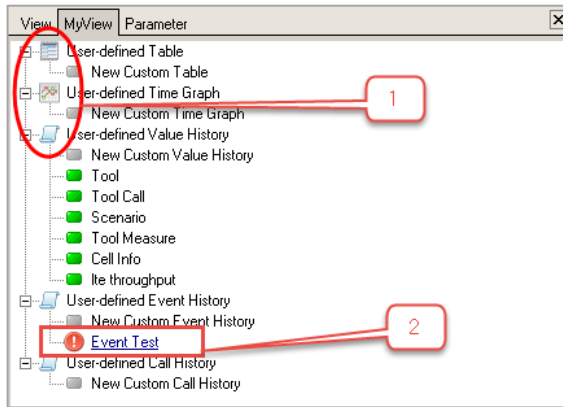 View MyView Parameter
User-defined Table
New Custom Table
User-defined Time Graph
New Custom Time Graph
User-defined Value History
New Custom Value History
Tool
Tool Call
Scenario
Tool Measure
Cell Info
lte throughput
User-defined Event History
New Custom Event History
Event Test
User-defined Call History
New Custom Call History
1
2